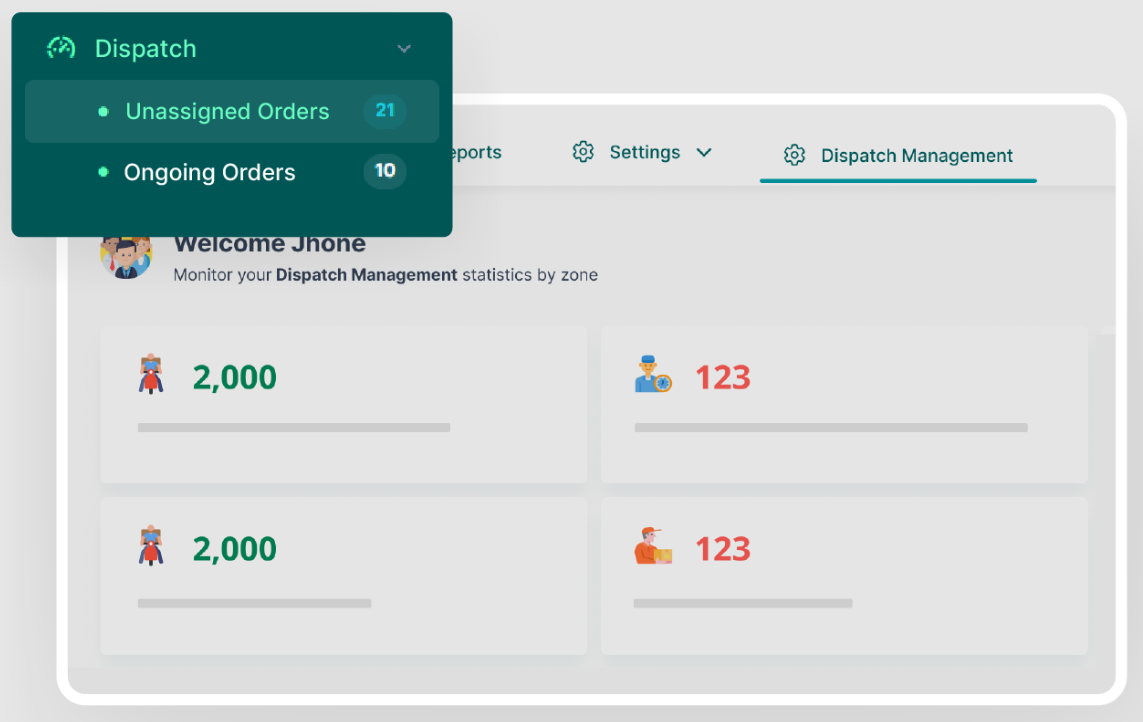 Dispatch
Unassigned Orders 21
Ongoing Orders 10
eports
Settings
Dispatch Management
Welcome Jhone
Monitor your Dispatch Management statistics by zone
2,000
123
2,000
123